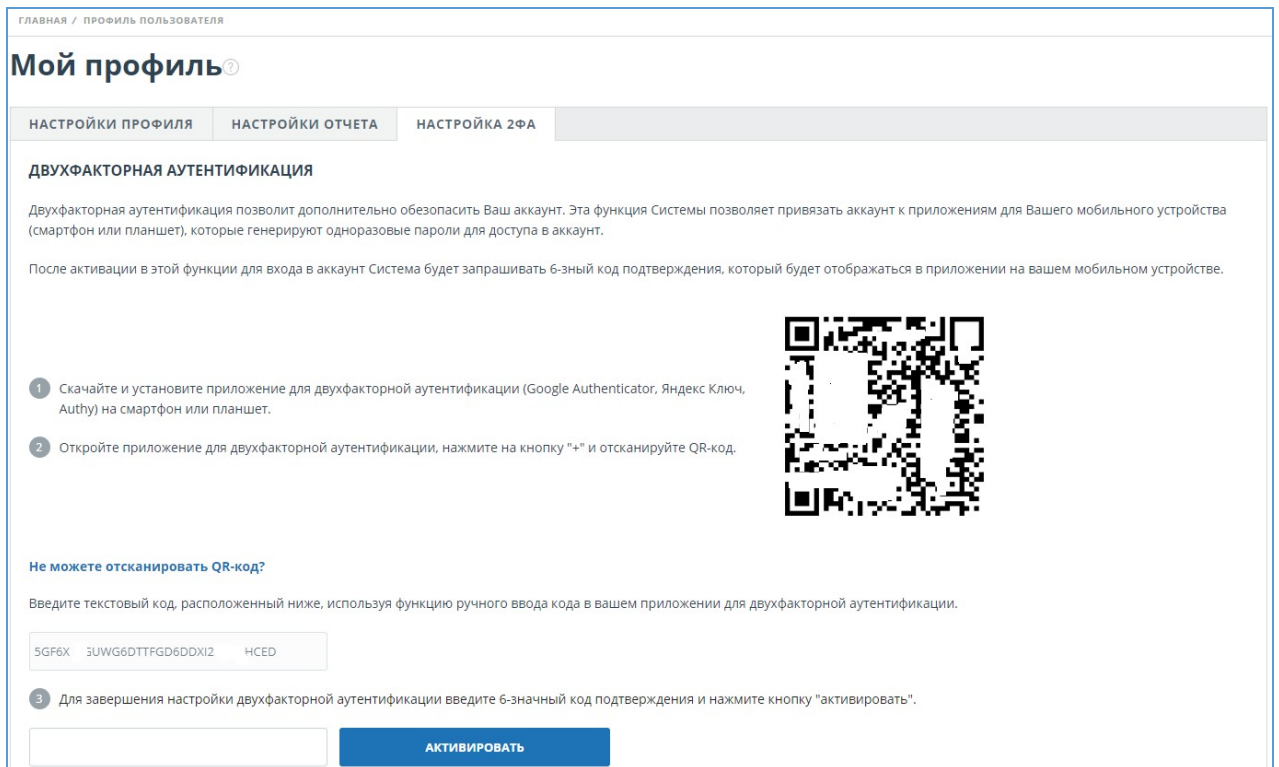 ГЛАВНАЯ / ПРОФИЛЬ ПОЛЬЗОВАТЕЛЯ
Мой профиль ?
НАСТРОЙКИ ПРОФИЛЯ НАСТРОЙКИ ОТЧЕТА НАСТРОЙКА 2ФА
ДВУХФАКТОРНАЯ АУТЕНТИФИКАЦИЯ
Двухфакторная аутентификация позволит дополнительно обезопасить Ваш аккаунт. Эта функция Системы позволяет привязать аккаунт к приложениям для Вашего мобильного устройства
(смартфон или планшет), которые генерируют одноразовые пароли для доступа в аккаунт.
После активации в этой функции для входа в аккаунт Система будет запрашивать 6-зный код подтверждения, который будет отображаться в приложении на вашем мобильном устройстве.
1 Скачайте и установите приложение для двухфакторной аутентификации (Google Authenticator, Яндекс Ключ,
Authy) на смартфон или планшет.
2 Откройте приложение для двухфакторной аутентификации, нажмите на кнопку "+" и отсканируйте QR-код.
Не можете отсканировать QR-код?
Введите текстовый код, расположенный ниже, используя функцию ручного ввода кода в вашем приложении для двухфакторной аутентификации.
5GF6X GUWG6DTTFGD6DDXI2 HCED
3 Для завершения настройки двухфакторной аутентификации введите 6-значный код подтверждения и нажмите кнопку "активировать".
АКТИВИРОВАТЬ